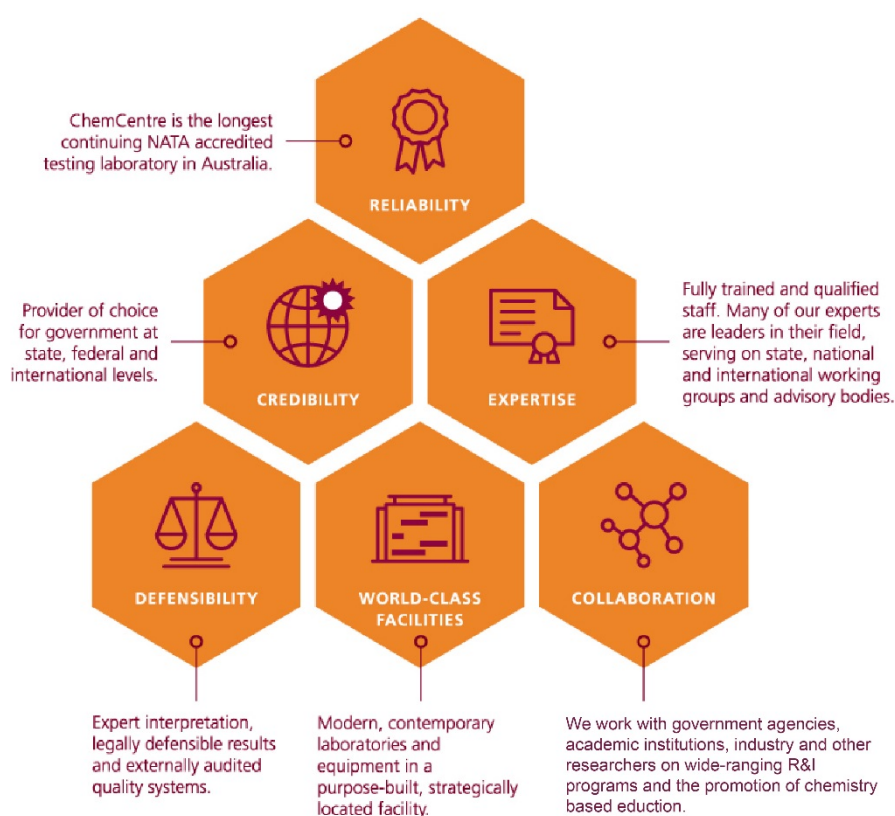 ChemCentre is the longest
continuing NATA accredited
testing laboratory in Australia.
RELIABILITY
Provider of choice
for government at
state, federal and
international levels.
CREDIBILITY
EXPERTISE
Fully trained and qualified
staff. Many of our experts
are leaders in their field,
serving on state, national
and international working
groups and advisory bodies.
DEFENSIBILITY
WORLD-CLASS
FACILITIES
COLLABORATION
Expert interpretation,
legally defensible results
and externally audited
quality systems.
Modern, contemporary
laboratories and
equipment in a
purpose-built, strategically
located facility.
We work with government agencies,
academic institutions, industry and other
researchers on wide-ranging R&I
programs and the promotion of chemistry
based eduction.